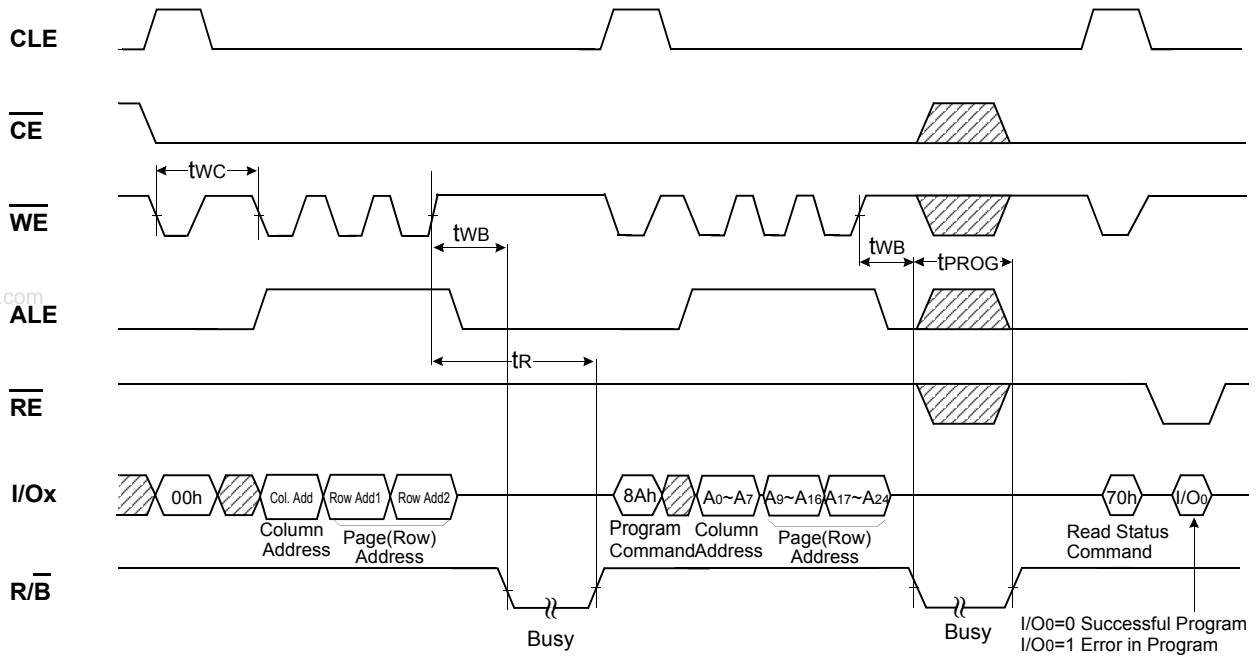 CLE
CE
tWC
WE
tWB
tWB
tPROG
.com
ALE
tR
RE
I/Ox
00h
Col. Add
Row Add1
Row Add2
8Ah
A0~A7
A9~A16
A17~A24
70h
I/O0
Column
Address
Page(Row)
Address
Program
Command
Column
Address
Page(Row)
Address
Read Status
Command
R/B
Busy
Busy
I/O0=0 Successful Program
I/O0=1 Error in Program